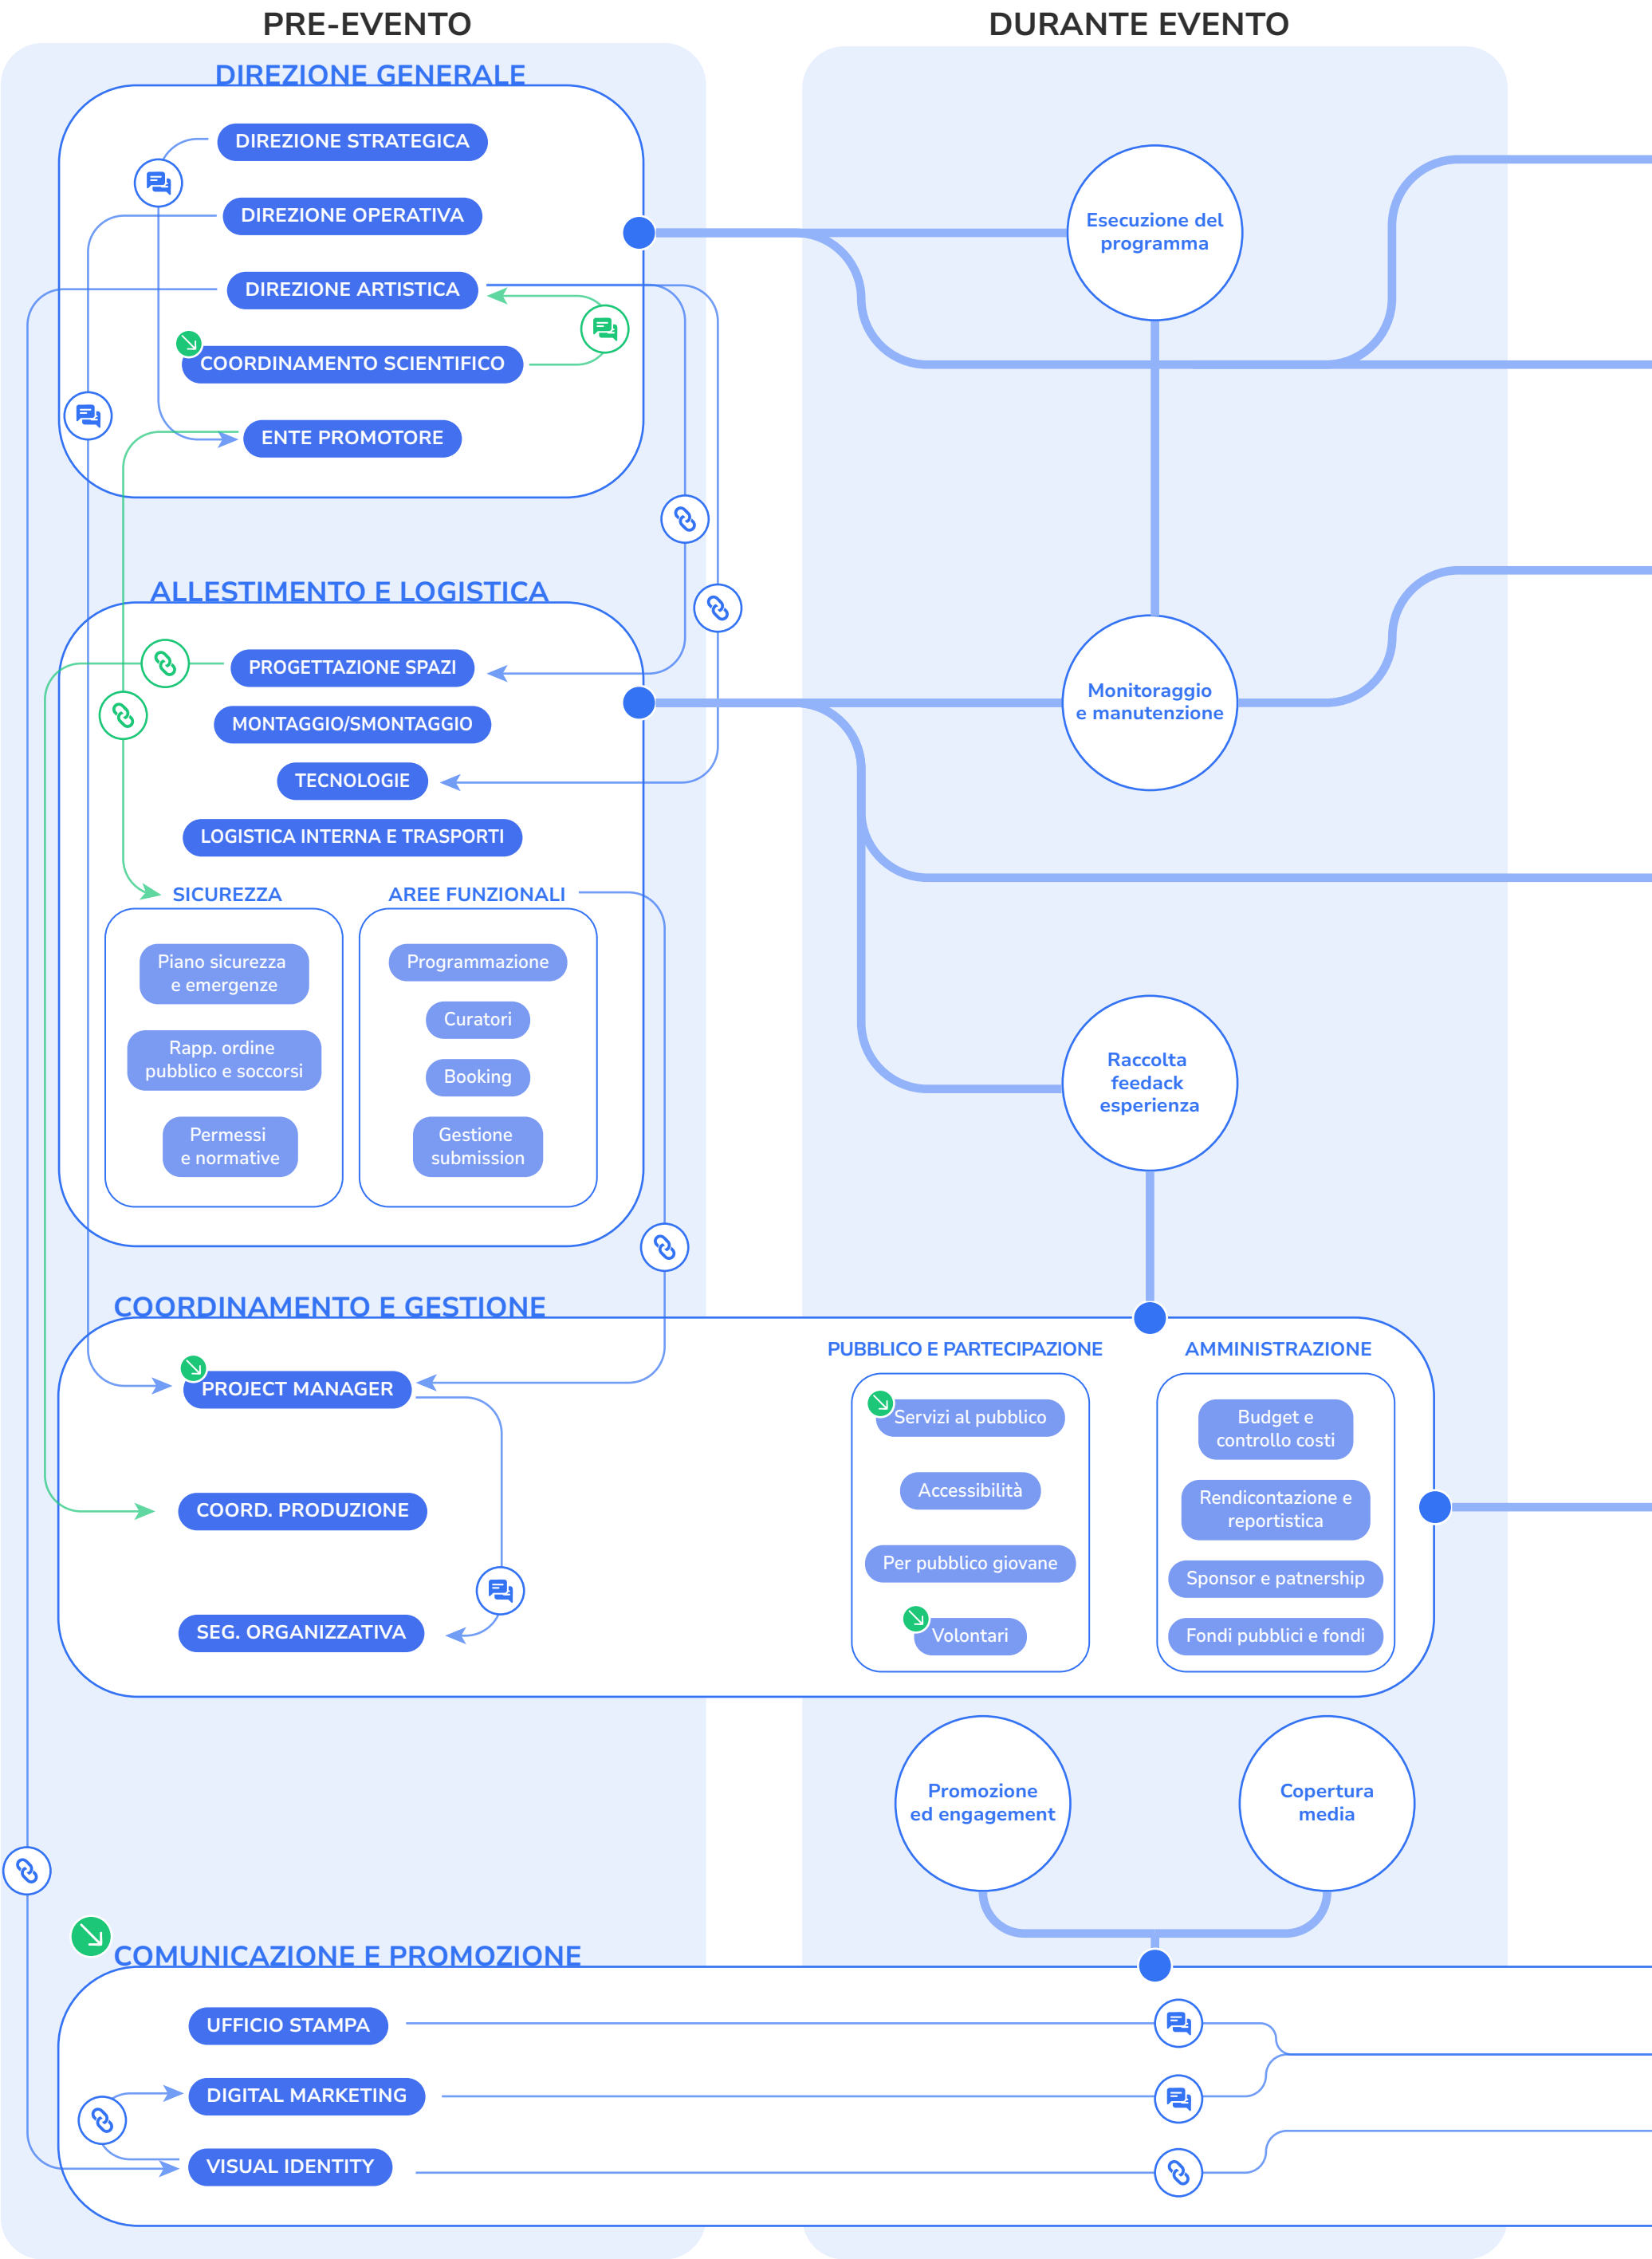 PRE-EVENTO
DURANTE EVENTO
DIREZIONE GENERALE
DIREZIONE STRATEGICA
DIREZIONE OPERATIVA
DIREZIONE ARTISTICA
COORDINAMENTO SCIENTIFICO
ENTE PROMOTORE
Esecuzione del
programma
ALLESTIMENTO E LOGISTICA
PROGETTAZIONE SPAZI
MONTAGGIO/SMONTAGGIO
TECNOLOGIE
LOGISTICA INTERNA E TRASPORTI
Monitoraggio
e manutenzione
SICUREZZA
Piano sicurezza
e emergenze
Rapp. ordine
pubblico e soccorsi
Permessi
e normative
AREE FUNZIONALI
Programmazione
Curatori
Booking
Gestione
submission
Raccolta
feedack
esperienza
COORDINAMENTO E GESTIONE
PROJECT MANAGER
COORD. PRODUZIONE
SEG. ORGANIZZATIVA
PUBBLICO E PARTECIPAZIONE
Servizi al pubblico
Accessibilità
Per pubblico giovane
Volontari
AMMINISTRAZIONE
Budget e
controllo costi
Rendicontazione e
reportistica
Sponsor e patnership
Fondi pubblici e fondi
Promozione
ed engagement
Copertura
media
COMUNICAZIONE E PROMOZIONE
UFFICIO STAMPA
DIGITAL MARKETING
VISUAL IDENTITY